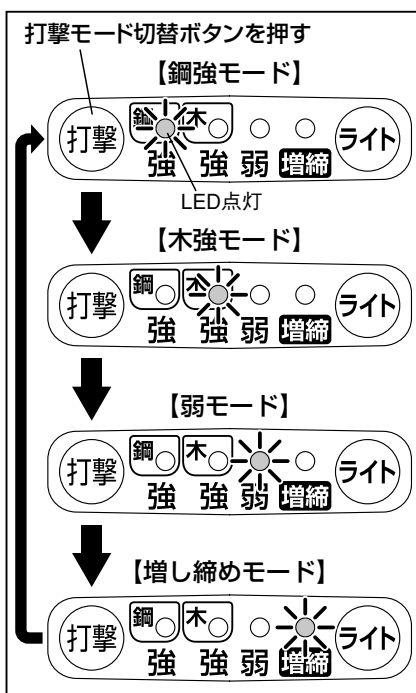 打撃モード切替ボタンを押す
【鋼強モード】
打撃 鋼 木 ライト
強 強 弱 増締
LED点灯
【木強モード】
打撃 鋼 木 ライト
強 強 弱 増締
【弱モード】
打撃 鋼 木 ライト
強 強 弱 増締
【増し締めモード】
打撃 鋼 木 ライト
強 強 弱 増締